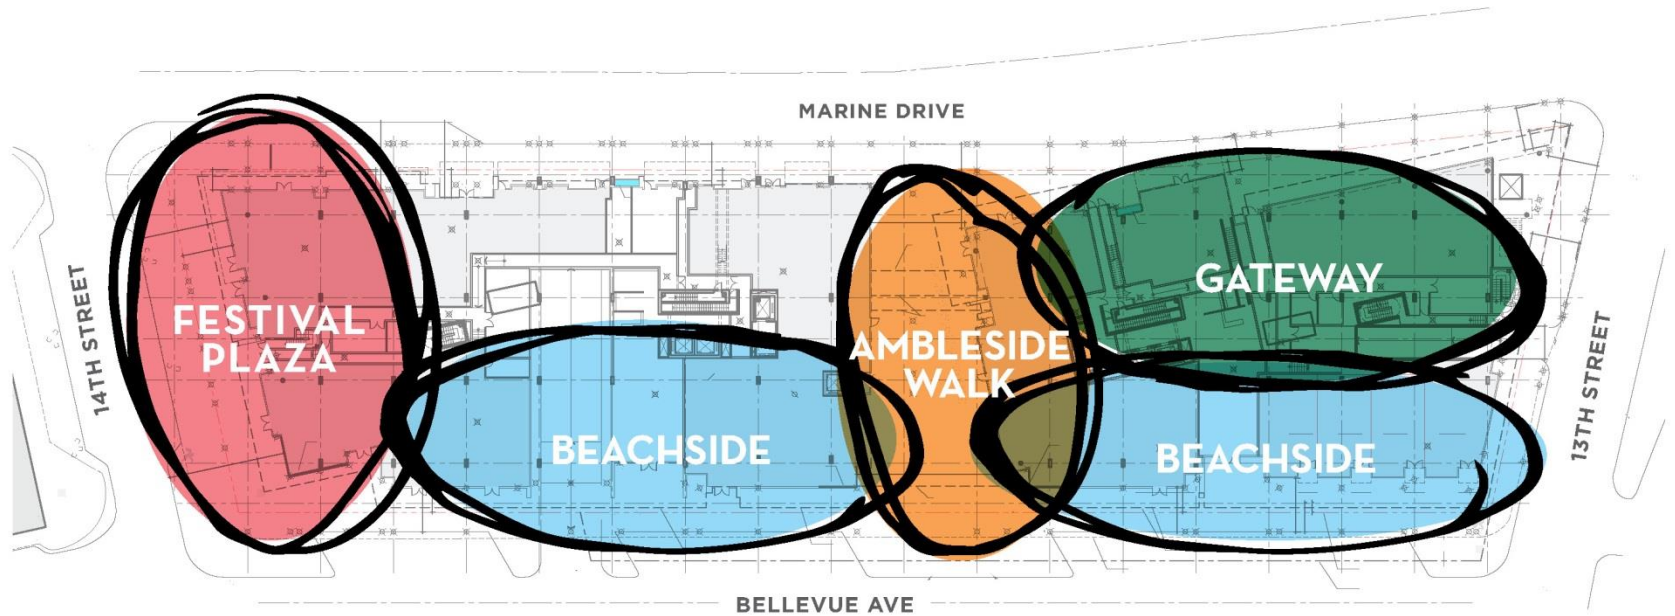 MARINE DRIVE
14TH STREET
FESTIVAL
PLAZA
BEACHSIDE
AMBLESIDE
WALK
GATEWAY
BEACHSIDE
13TH STREET
BELLEVUE AVE